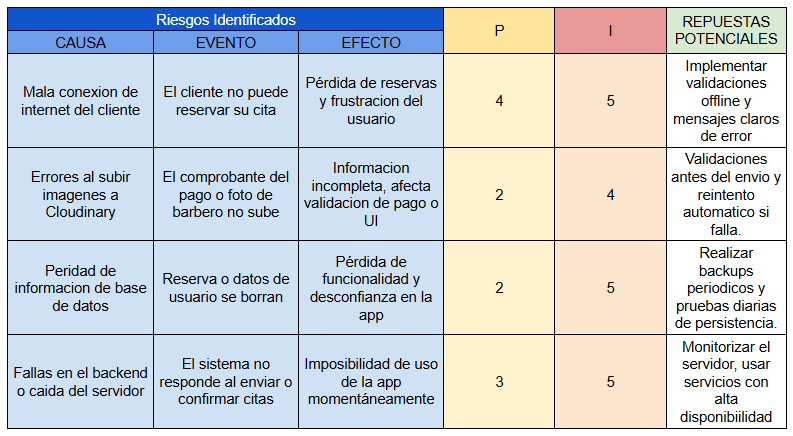 Riesgos Identificados
P
I
REPUESTAS
POTENCIALES
CAUSA
EVENTO
EFECTO
Mala conexion de
internet del cliente
El cliente no puede
reservar su cita
Pérdida de reservas
y frustracion del
usuario
4
5
Implementar
validaciones
offline y
mensajes claros
de error
Errores al subir
imagenes a
Cloudinary
El comprobante del
pago o foto de
barbero no sube
Informacion
incompleta, afecta
validacion de pago o
UI
2
4
Validaciones
antes del envio y
reintento
automatico si
falla.
Peridad de
informacion de base
de datos
Reserva o datos de
usuario se borran
Pérdida de
funcionalidad y
desconfianza en la
app
2
5
Realizar
backups
periodicos y
pruebas diarias
de persistencia.
Fallas en el backend
o caida del servidor
El sistema no
responde al enviar o
confirmar citas
Imposibilidad de uso
de la app
momentáneamente
3
5
Monitorizar el
servidor, usar
servicios con
alta
disponibiilidad